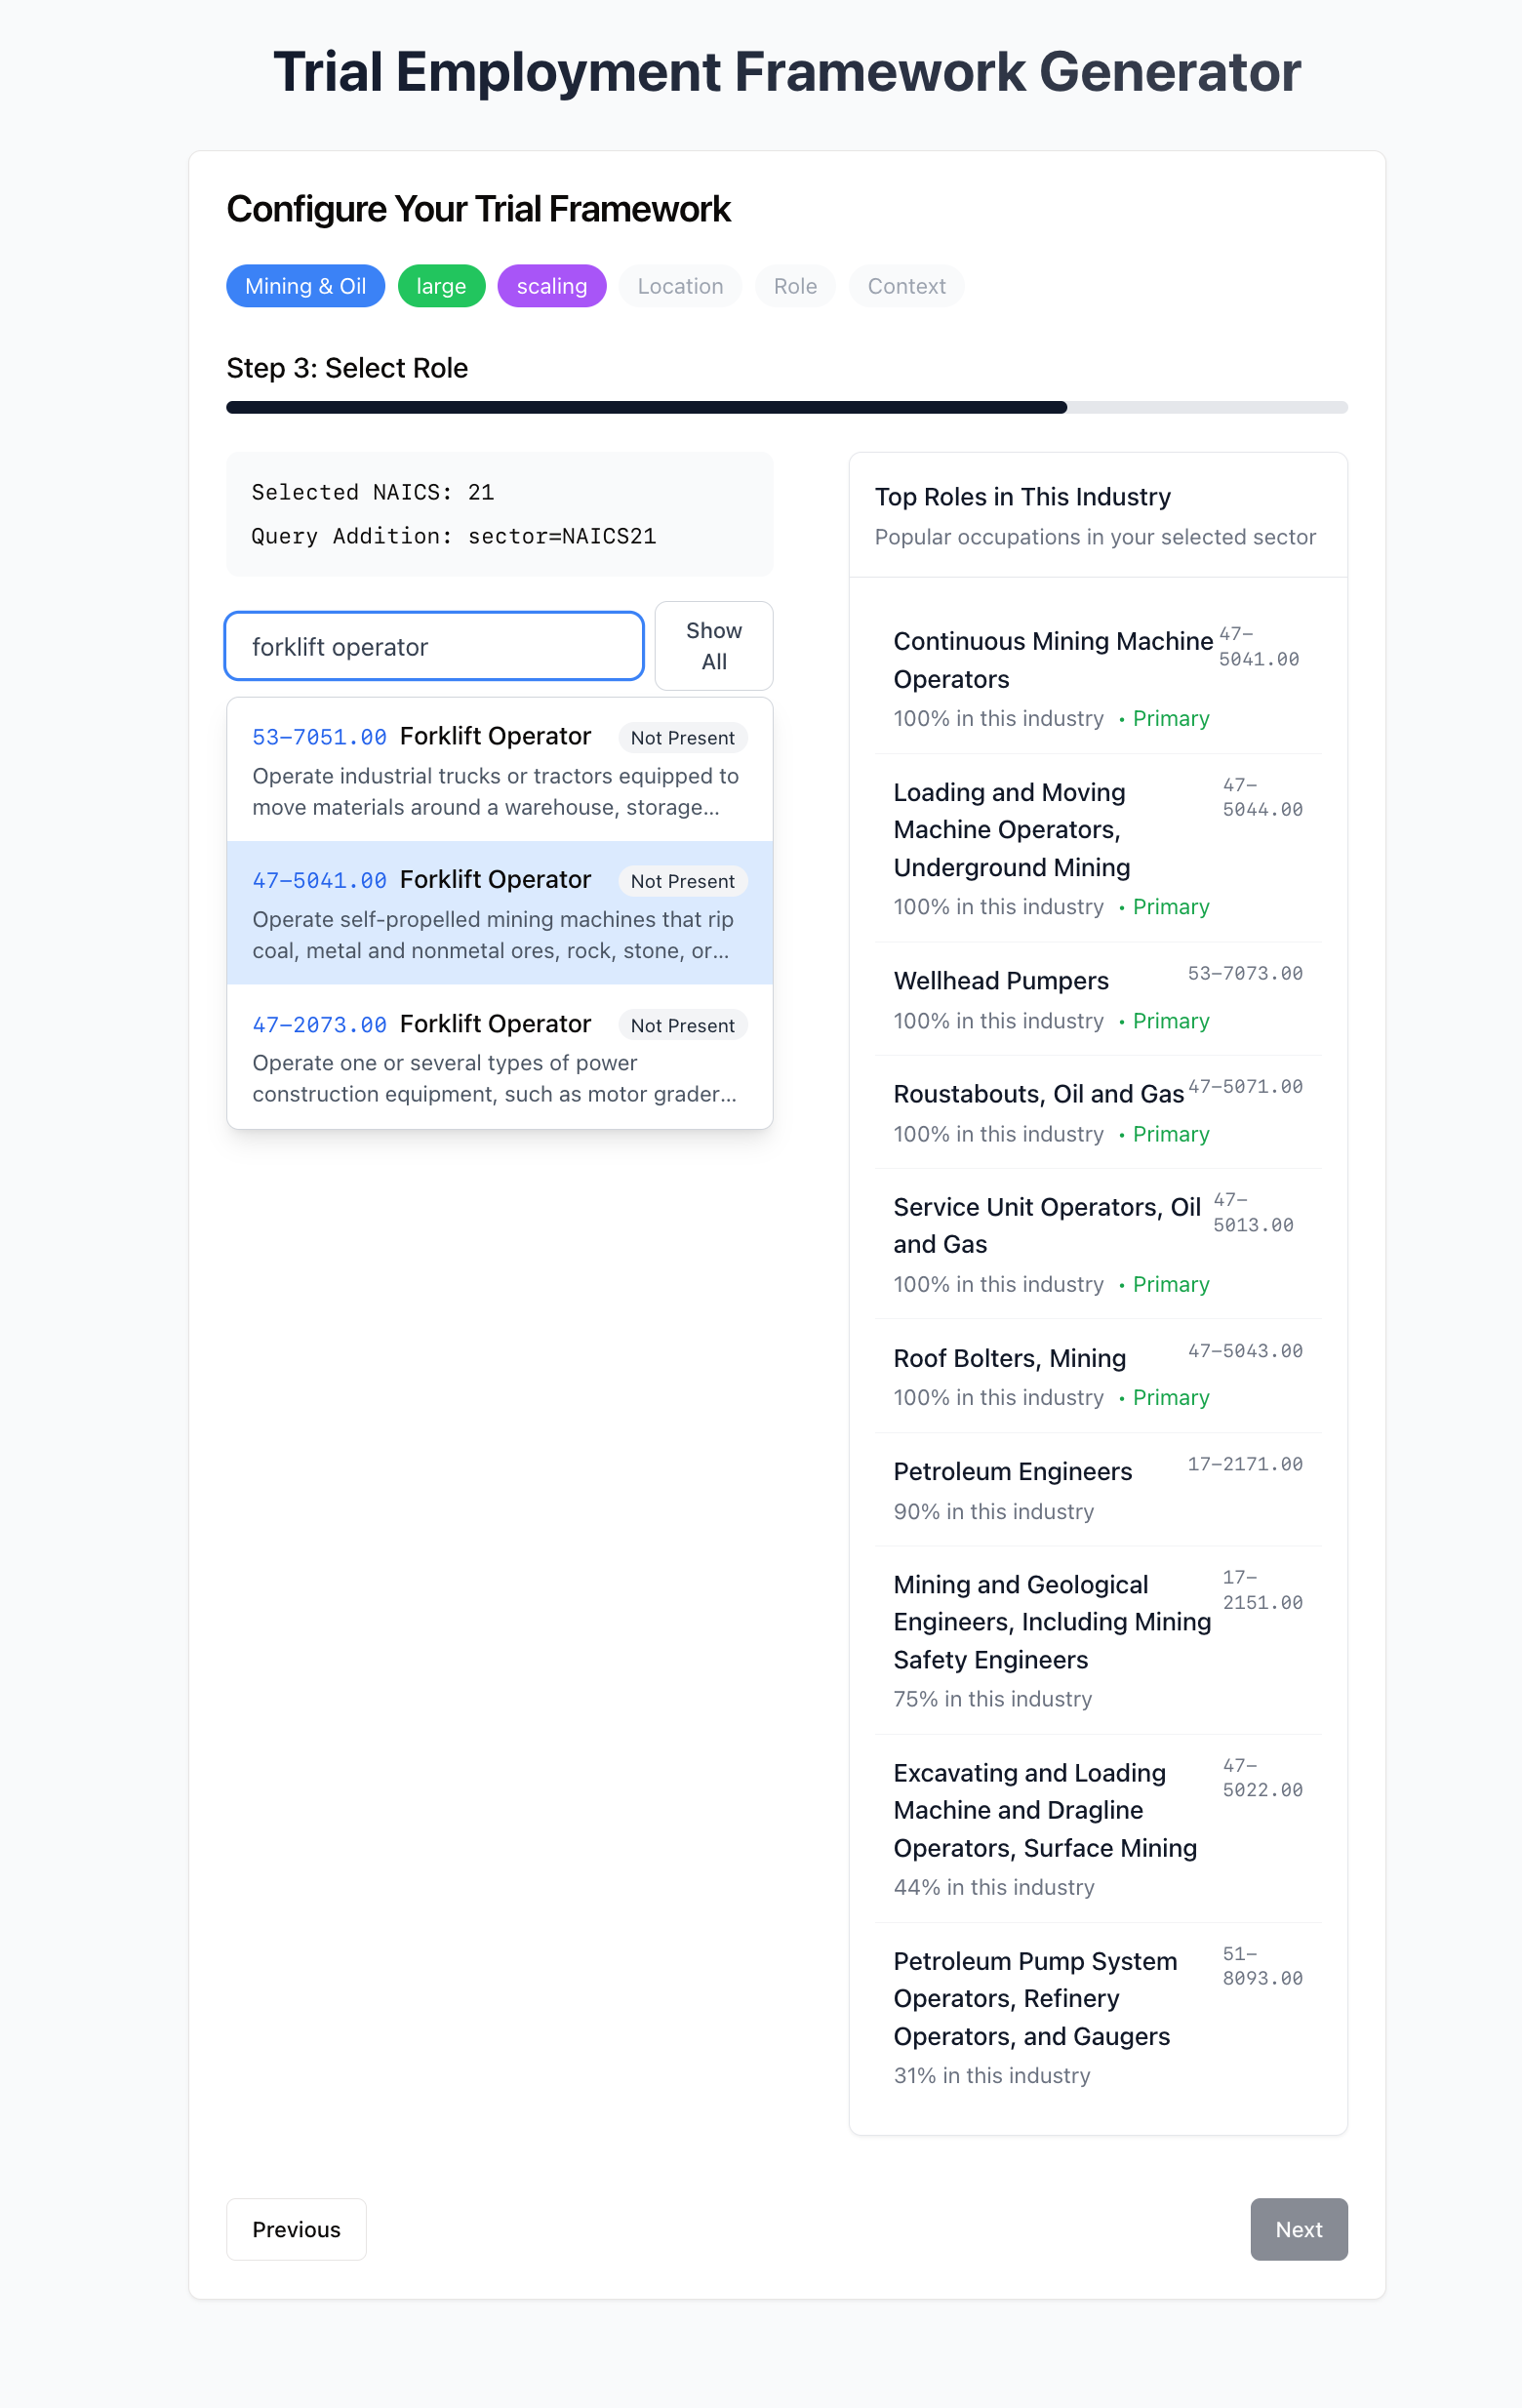 Trial Employment Framework Generator
Configure Your Trial Framework
Mining & Oil
large
scaling
Location
Role
Context
Step 3: Select Role
Selected NAICS: 21
Query Addition: sector=NAICS21
forklift operator
Show
All
53-7051.00 Forklift Operator Not Present
Operate industrial trucks or tractors equipped to
move materials around a warehouse, storage...
47-5041.00 Forklift Operator Not Present
Operate self-propelled mining machines that rip
coal, metal and nonmetal ores, rock, stone, or...
47-2073.00 Forklift Operator Not Present
Operate one or several types of power
construction equipment, such as motor grader...
Top Roles in This Industry
Popular occupations in your selected sector
Continuous Mining Machine
Operators
47-
5041.00
100% in this industry • Primary
Loading and Moving
Machine Operators,
Underground Mining
47-
5044.00
100% in this industry • Primary
Wellhead Pumpers 53-7073.00
100% in this industry • Primary
Roustabouts, Oil and Gas 47-5071.00
100% in this industry • Primary
Service Unit Operators, Oil
and Gas
47-
5013.00
100% in this industry • Primary
Roof Bolters, Mining 47-5043.00
100% in this industry • Primary
Petroleum Engineers 17-2171.00
90% in this industry
Mining and Geological
Engineers, Including Mining
Safety Engineers
17-
2151.00
75% in this industry
Excavating and Loading
Machine and Dragline
Operators, Surface Mining
47-
5022.00
44% in this industry
Petroleum Pump System
Operators, Refinery
Operators, and Gaugers
51-
8093.00
31% in this industry
Previous
Next